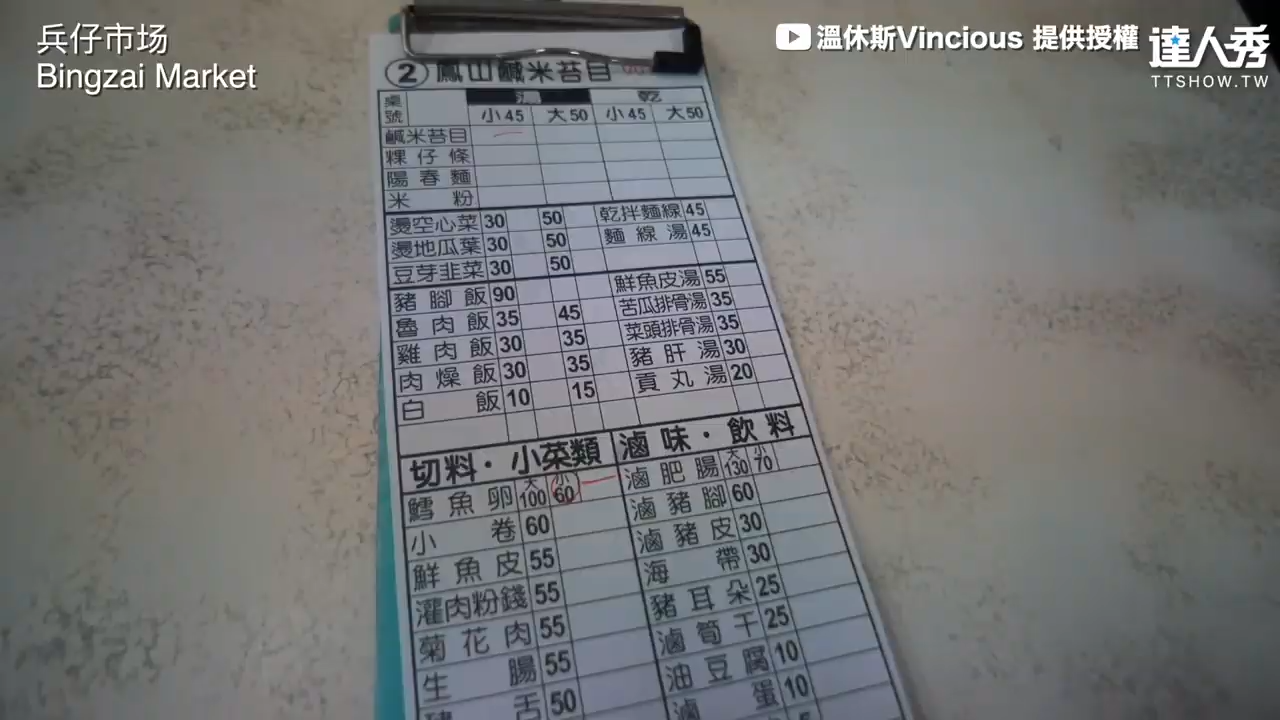 兵仔市场
Bingzai Market
溫休斯Vincious 提供授權
達人秀
TTSHOW.TW
② 鳳山鹹米苔目
桌號 湯 乾
小45 大50 小45 大50
鹹米苔目
粿仔條
陽春麵
米粉
燙空心菜 30 50 乾拌麵線 45
燙地瓜葉 30 50 麵線湯 45
豆芽韭菜 30 50
豬腳飯 90 鮮魚皮湯 55
魯肉飯 35 45 苦瓜排骨湯 35
雞肉飯 30 35 菜頭排骨湯 35
肉燥飯 30 35 豬肝湯 30
白飯 10 15 貢丸湯 20
切料·小菜類 滷味·飲料
鱈魚卵 大100 小60 滷肥腸 大130 小70
小卷 60 滷豬腳 60
鮮魚皮 55 滷豬皮 30
灌肉粉錢 55 海帶 30
菊花肉 55 豬耳朵 25
生腸 55 滷筍干 25
豬舌 50 油豆腐 10
滷蛋 10